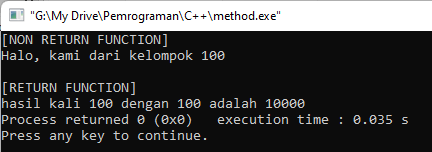 "G:\My Drive\Pemrograman\C++\method.exe"
[NON RETURN FUNCTION]
Halo, kami dari kelompok 100
[RETURN FUNCTION]
hasil kali 100 dengan 100 adalah 10000
Process returned 0 (0x0)   execution time : 0.035 s
Press any key to continue.